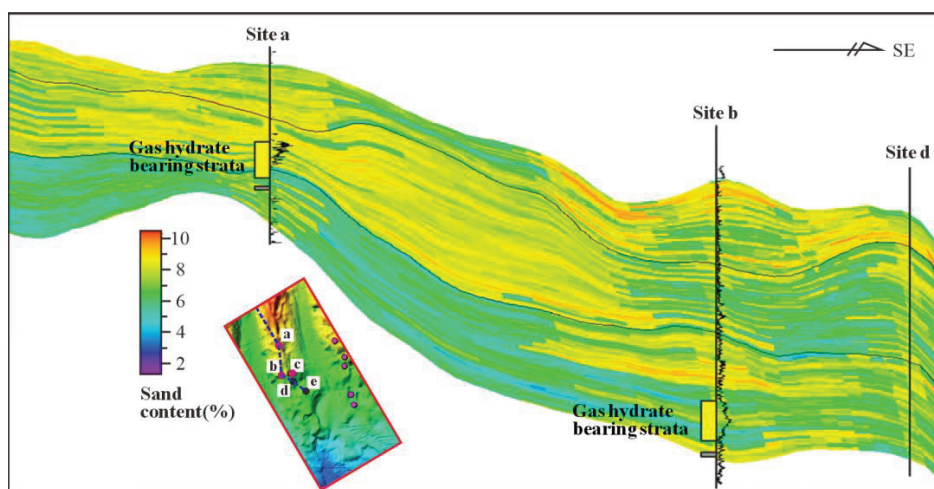 Site a
SE
Site b
Gas hydrate
bearing strata
Site d
10
8
6
4
2
Sand
content(%)
a
b
c
d
e
Gas hydrate
bearing strata